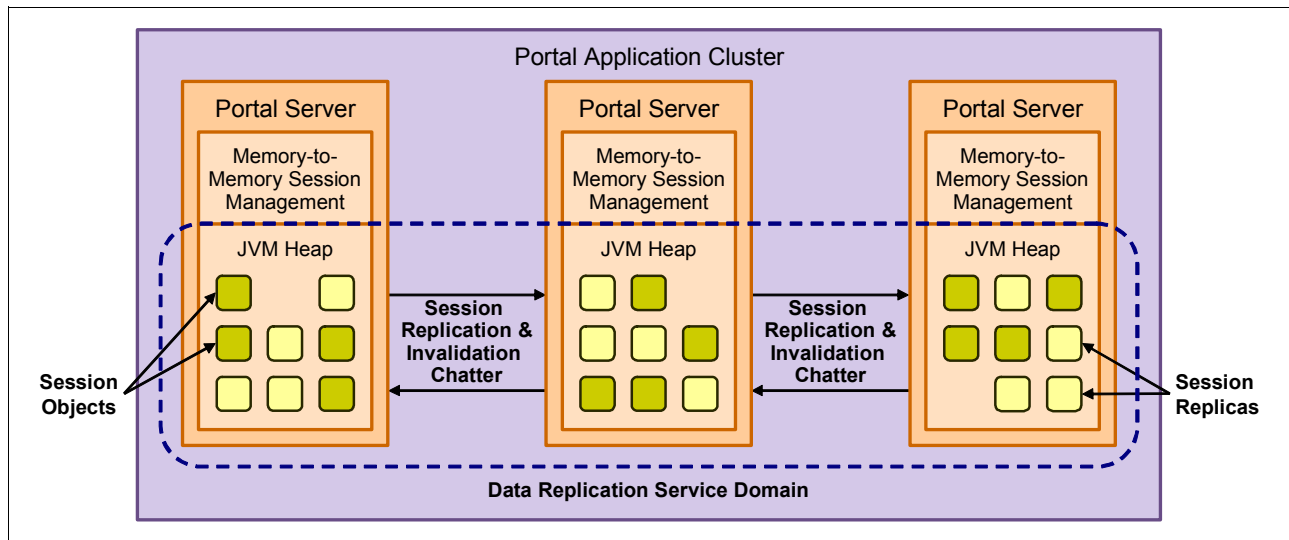 Portal Application Cluster
Portal Server
Memory-to-
Memory Session
Management
JVM Heap
Portal Server
Memory-to-
Memory Session
Management
JVM Heap
Portal Server
Memory-to-
Memory Session
Management
JVM Heap
Session
Replication &
Invalidation
Chatter
Session
Replication &
Invalidation
Chatter
Session
Objects
Session
Replicas
Data Replication Service Domain